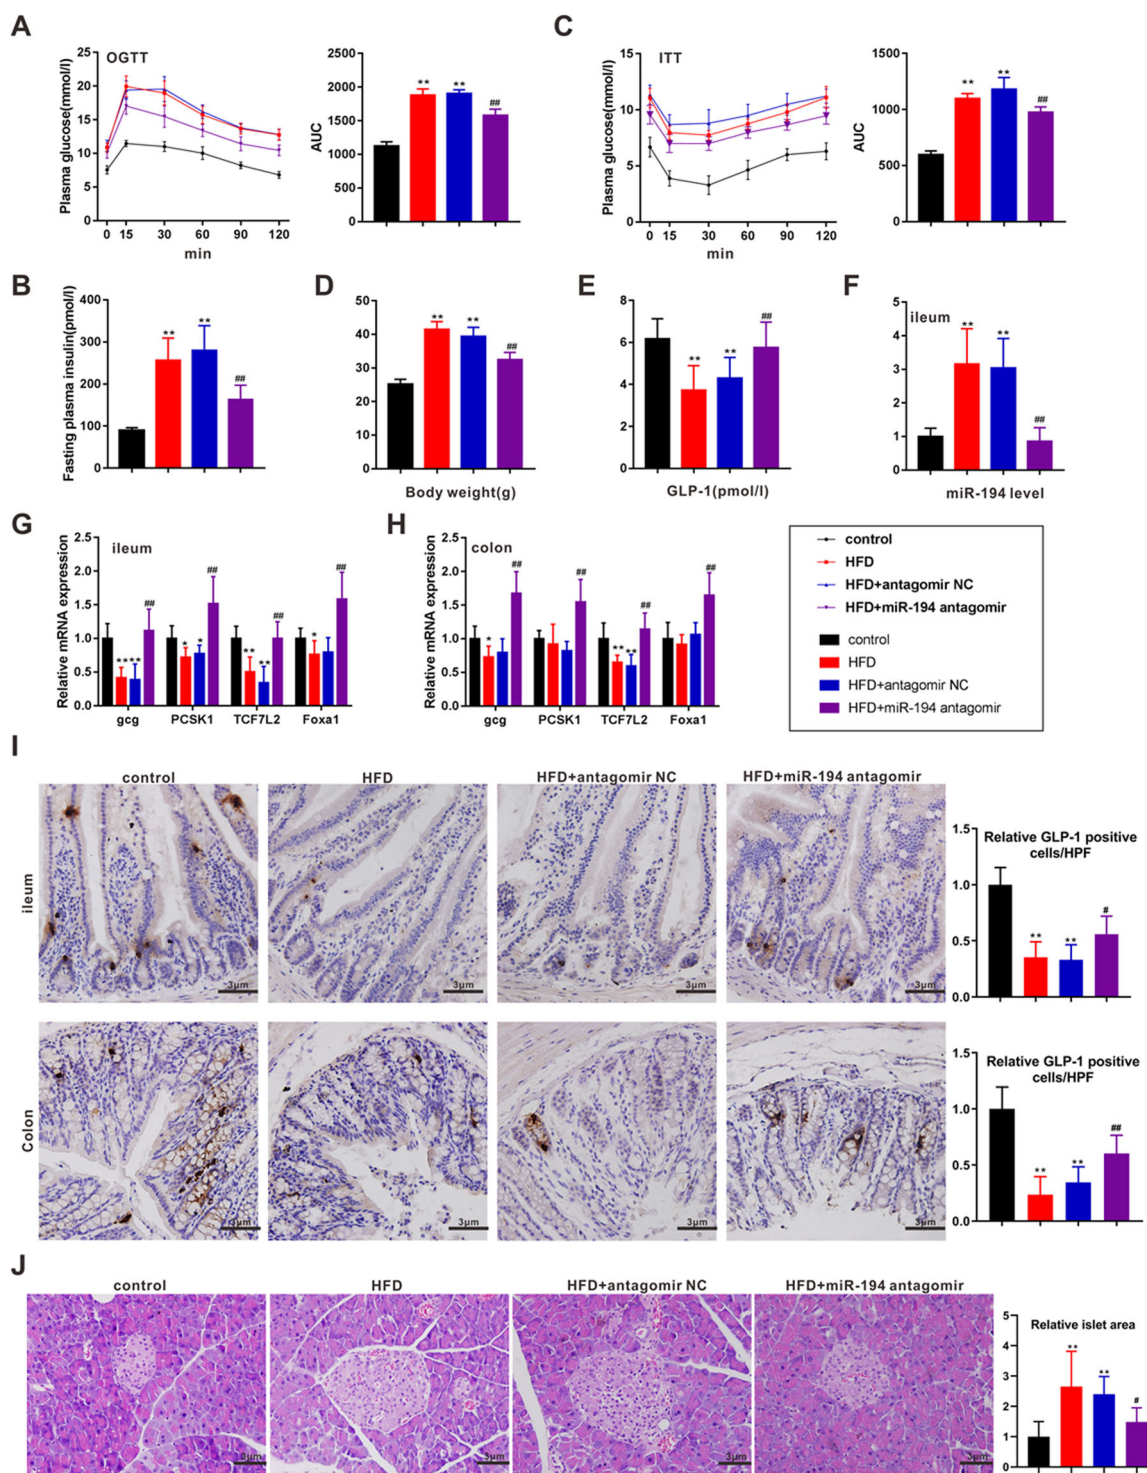 A
OGTT
Plasma glucose(mmol/l)
25
20
15
10
5
0
0 15 30 60 90 120
min
AUC
2500
2000
1500
1000
500
0
** ** ##
C
ITT
Plasma glucose(mmol/l)
15
10
5
0
0 15 30 60 90 120
min
AUC
1500
1000
500
0
** ** ##
B
Fasting plasma insulin(pmol/l)
400
300
200
100
0
** ** ##
D
50
40
30
20
10
0
** ** ##
Body weight(g)
E
8
6
4
2
0
** ** ##
GLP-1(pmol/l)
F
ileum
5
4
3
2
1
0
** ** ##
miR-194 level
G
ileum
Relative mRNA expression
2.5
2.0
1.5
1.0
0.5
0.0
** ** ## * * ## ** ** ## * ##
gcg PCSK1 TCF7L2 Foxa1
H
colon
Relative mRNA expression
2.5
2.0
1.5
1.0
0.5
0.0
* ## ## ** ** ## ##
gcg PCSK1 TCF7L2 Foxa1
control
HFD
HFD+antagomir NC
HFD+miR-194 antagomir
control
HFD
HFD+antagomir NC
HFD+miR-194 antagomir
I
control HFD HFD+antagomir NC HFD+miR-194 antagomir
ileum
3μm 3μm 3μm 3μm
Relative GLP-1 positive
cells/HPF
1.5
1.0
0.5
0.0
** ** #
Colon
3μm 3μm 3μm 3μm
Relative GLP-1 positive
cells/HPF
1.5
1.0
0.5
0.0
** ** ##
J
control HFD HFD+antagomir NC HFD+miR-194 antagomir
3μm 3μm 3μm 3μm
Relative islet area
5
4
3
2
1
0
** ** #